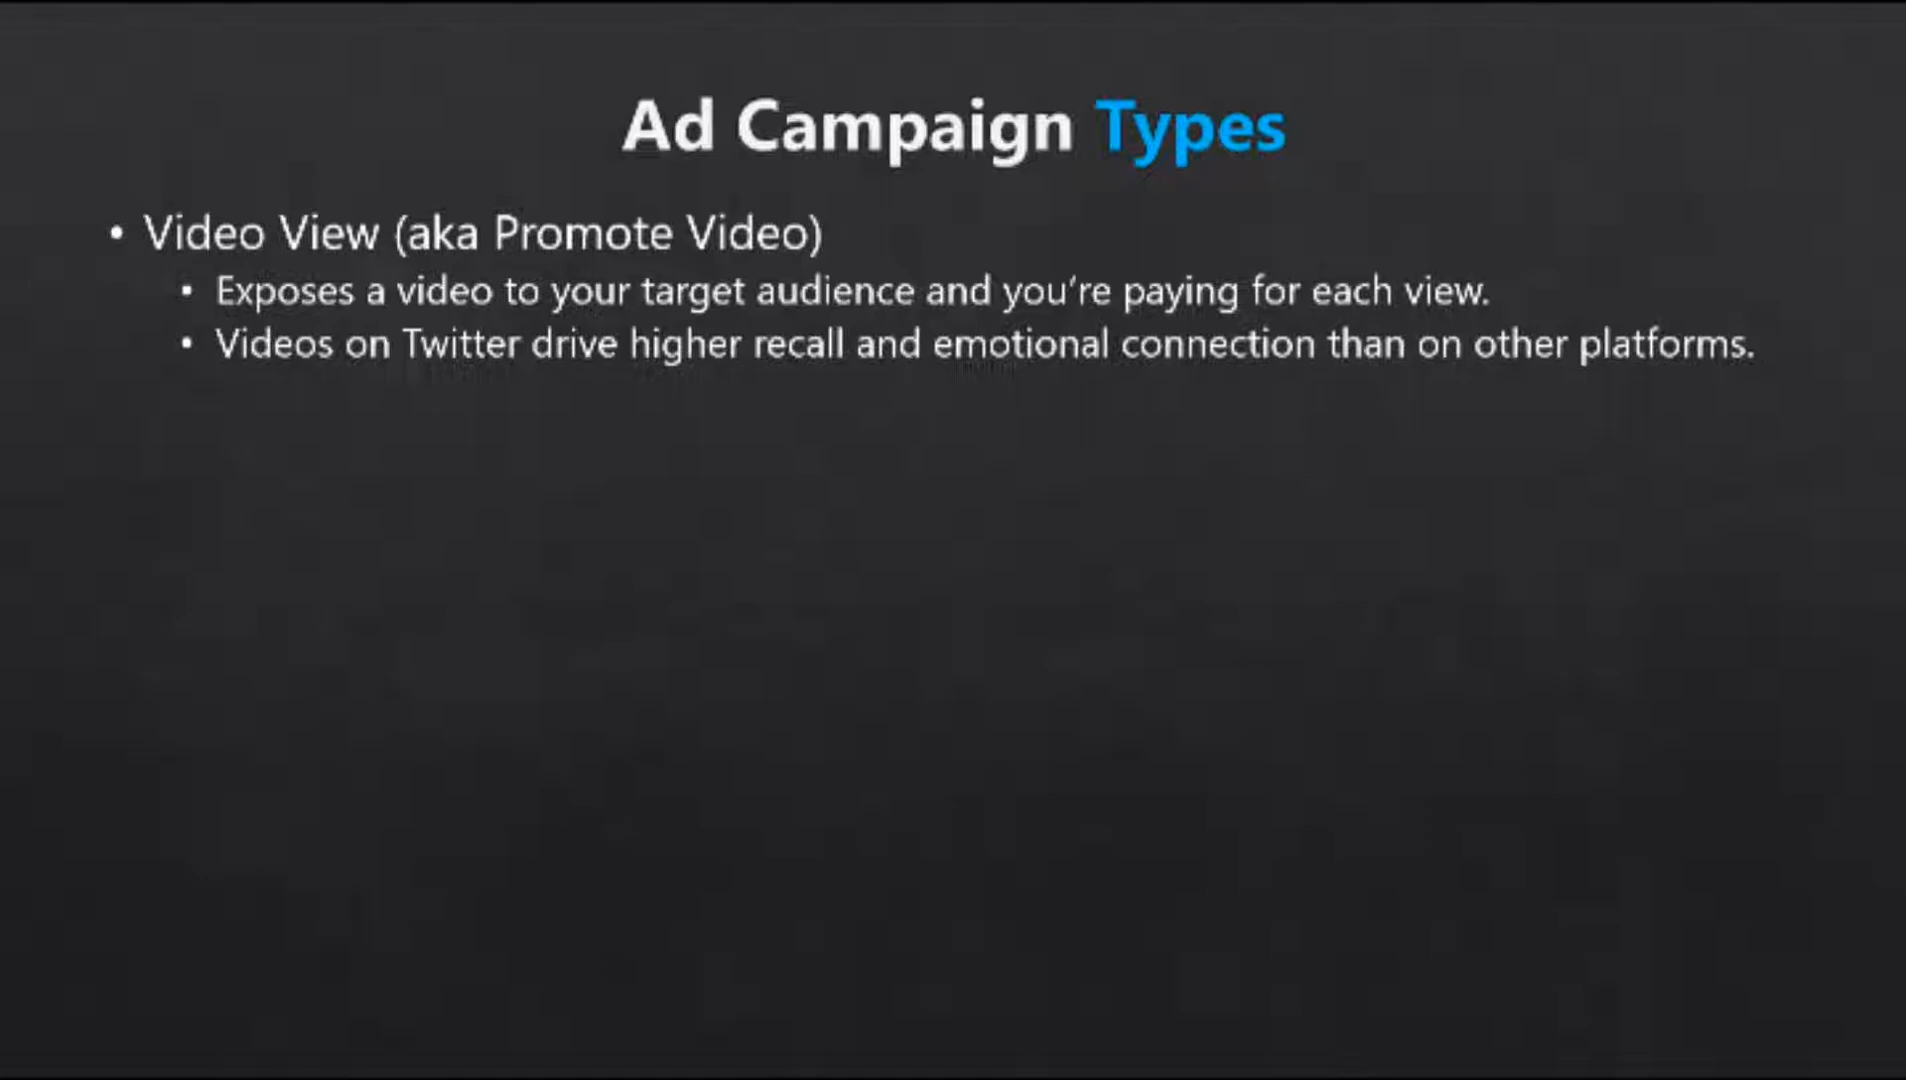 Ad Campaign Types
• Video View (aka Promote Video)
• Exposes a video to your target audience and you're paying for each view.
• Videos on Twitter drive higher recall and emotional connection than on other platforms.